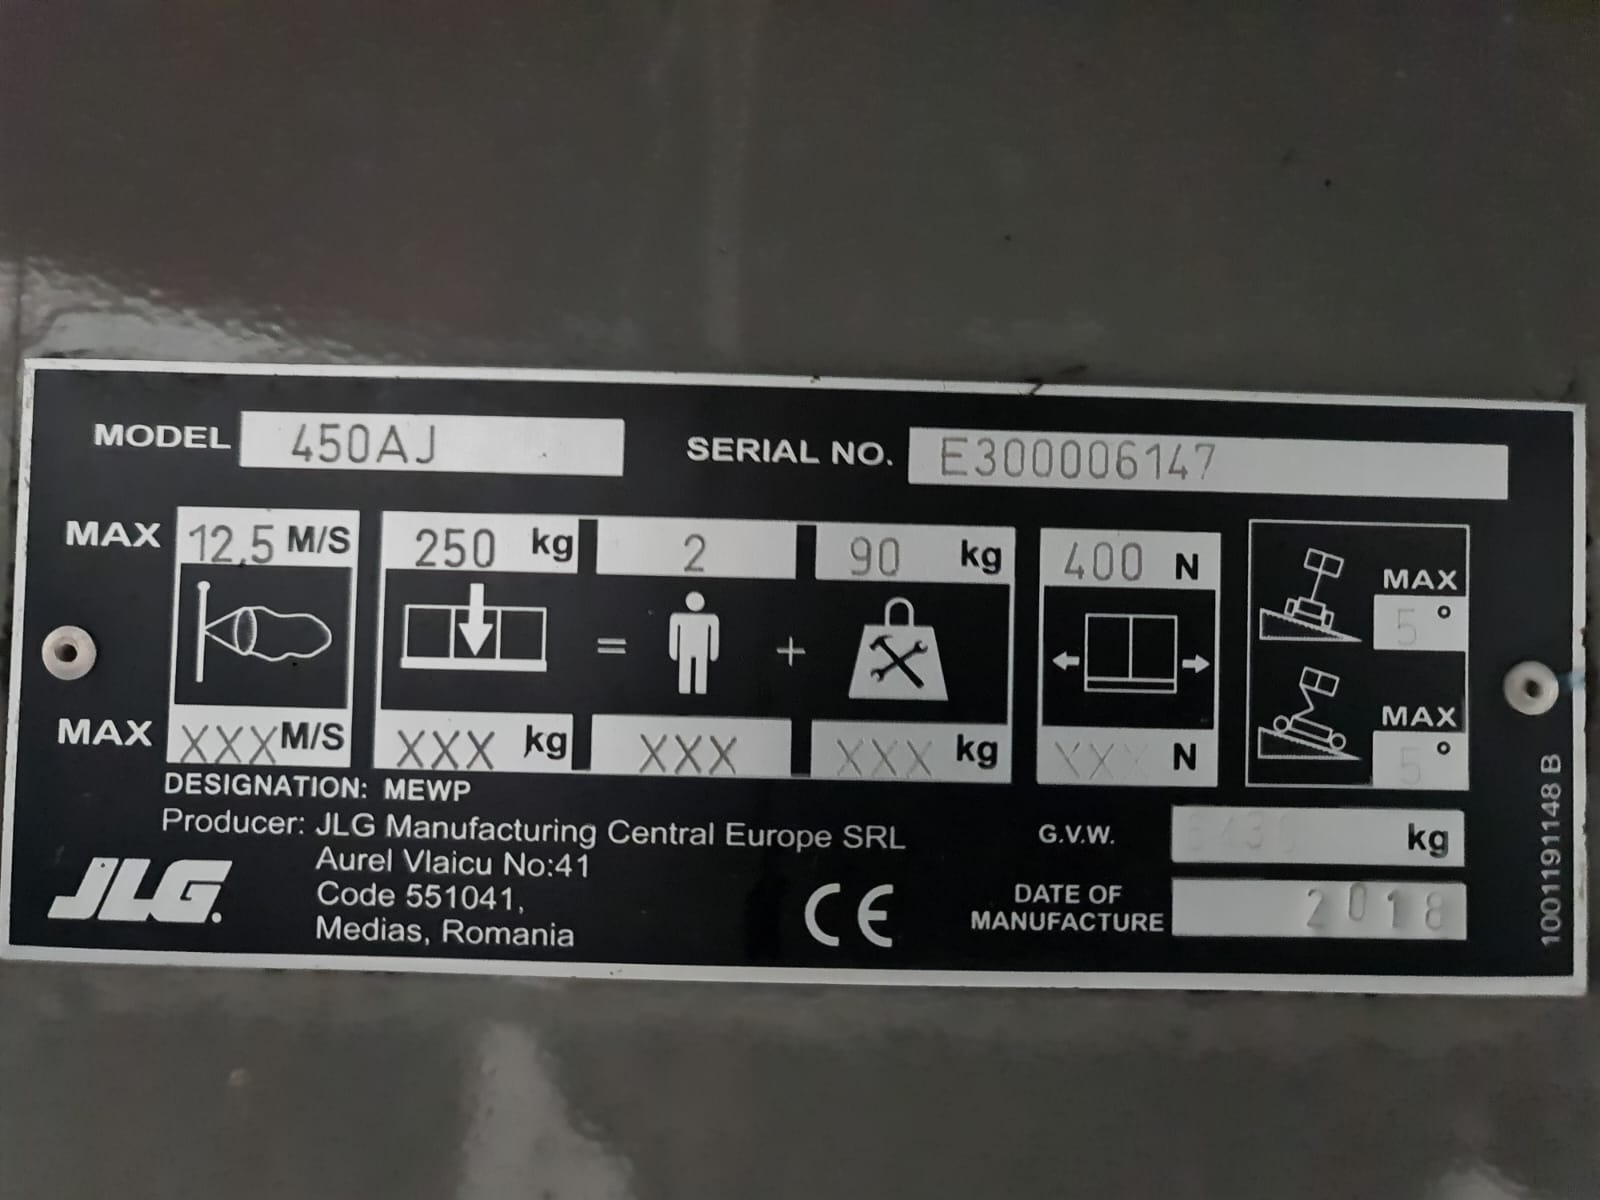 MODEL 450AJ SERIAL NO. E300006147
MAX 12,5 M/S 250 kg 2 90 kg 400 N
MAX 5 °
= +
MAX 5 °
MAX XXX M/S XXX kg XXX XXX kg XXX N
DESIGNATION: MEWP
Producer: JLG Manufacturing Central Europe SRL
Aurel Vlaicu No:41
Code 551041,
Medias, Romania
JLG.
CE
G.V.W. kg
DATE OF
MANUFACTURE 2018
1001191148 B